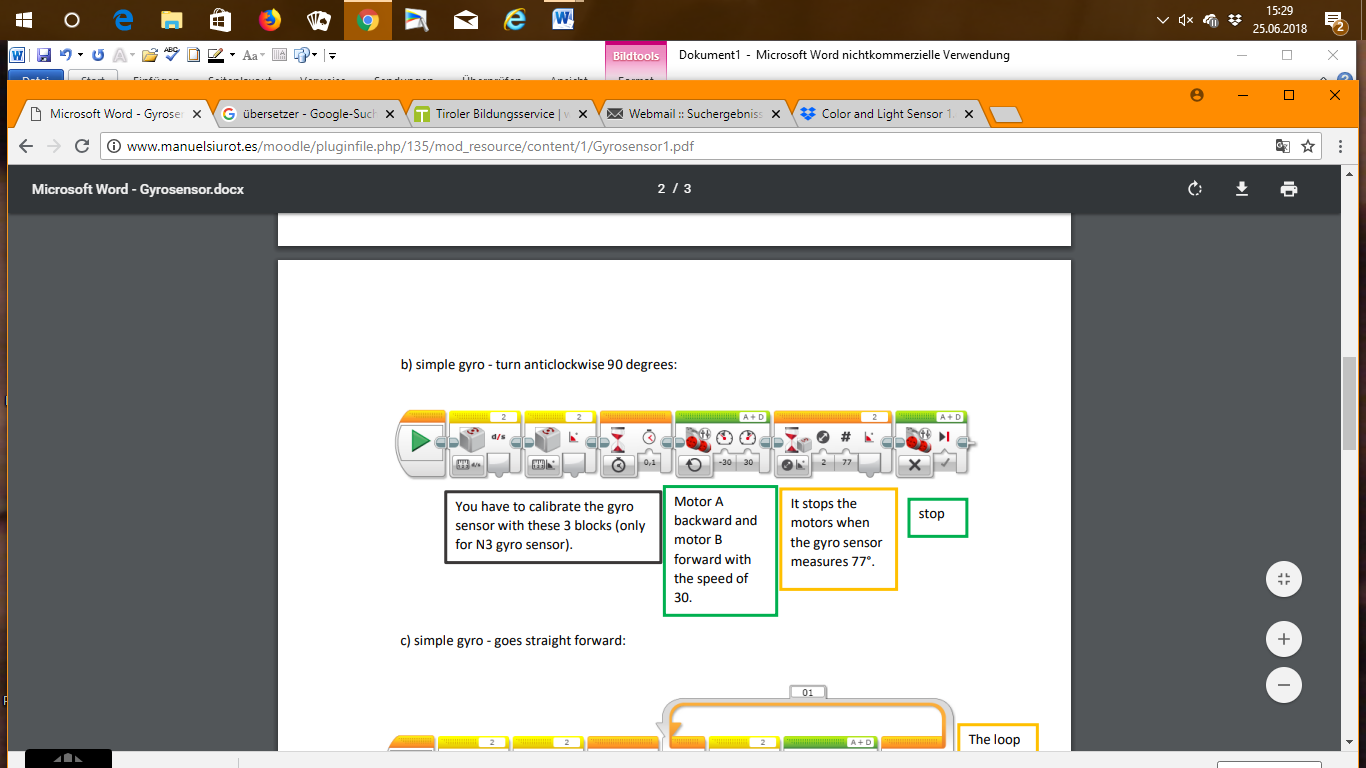 15:29
25.06.2018
2
Bildtools
Dokument1 - Microsoft Word nichtkommerzielle Verwendung
Microsoft Word - Gyrosen
übersetzer - Google-Such
Tiroler Bildungsservice | w
Webmail :: Suchergebniss
Color and Light Sensor 1.
www.manuelsiurot.es/moodle/pluginfile.php/135/mod_resource/content/1/Gyrosensor1.pdf
Microsoft Word - Gyrosensor.docx
2 / 3
b) simple gyro - turn anticlockwise 90 degrees:
2 2 A + D 2 A + D
d/s #
d/s 0,1 -30 30 2 77
You have to calibrate the gyro
sensor with these 3 blocks (only
for N3 gyro sensor).
Motor A
backward and
motor B
forward with
the speed of
30.
It stops the
motors when
the gyro sensor
measures 77°.
stop
c) simple gyro - goes straight forward:
01
2 2 2 A + D
The loop